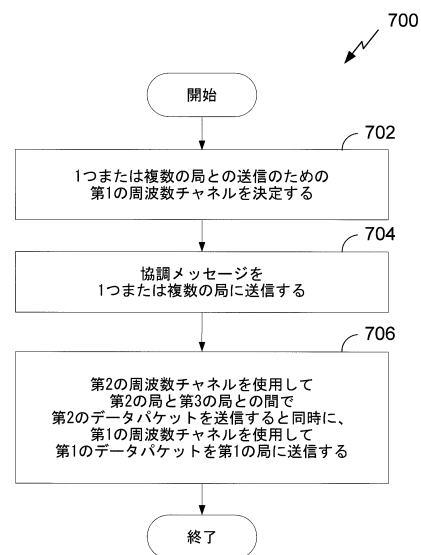 700
開始
702
1つまたは複数の局との送信のための
第1の周波数チャネルを決定する
704
協調メッセージを
1つまたは複数の局に送信する
706
第2の周波数チャネルを使用して
第2の局と第3の局との間で
第2のデータパケットを送信すると同時に、
第1の周波数チャネルを使用して
第1のデータパケットを第1の局に送信する
終了